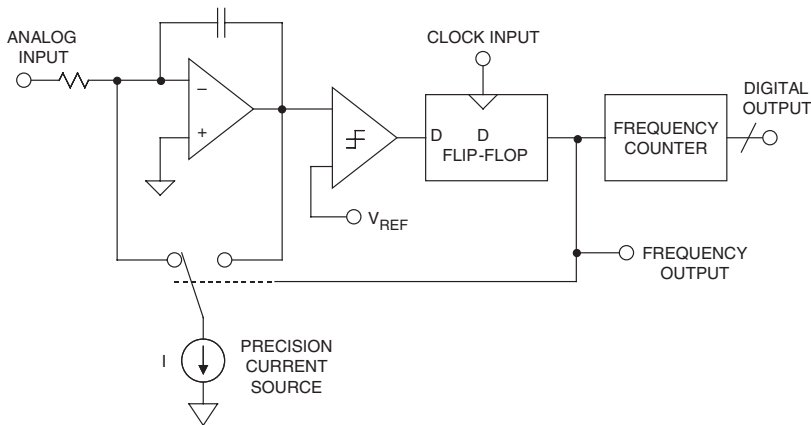 ANALOG
INPUT
−
+
V_REF
CLOCK INPUT
D
D
FLIP-FLOP
FREQUENCY
COUNTER
DIGITAL
OUTPUT
FREQUENCY
OUTPUT
I
PRECISION
CURRENT
SOURCE